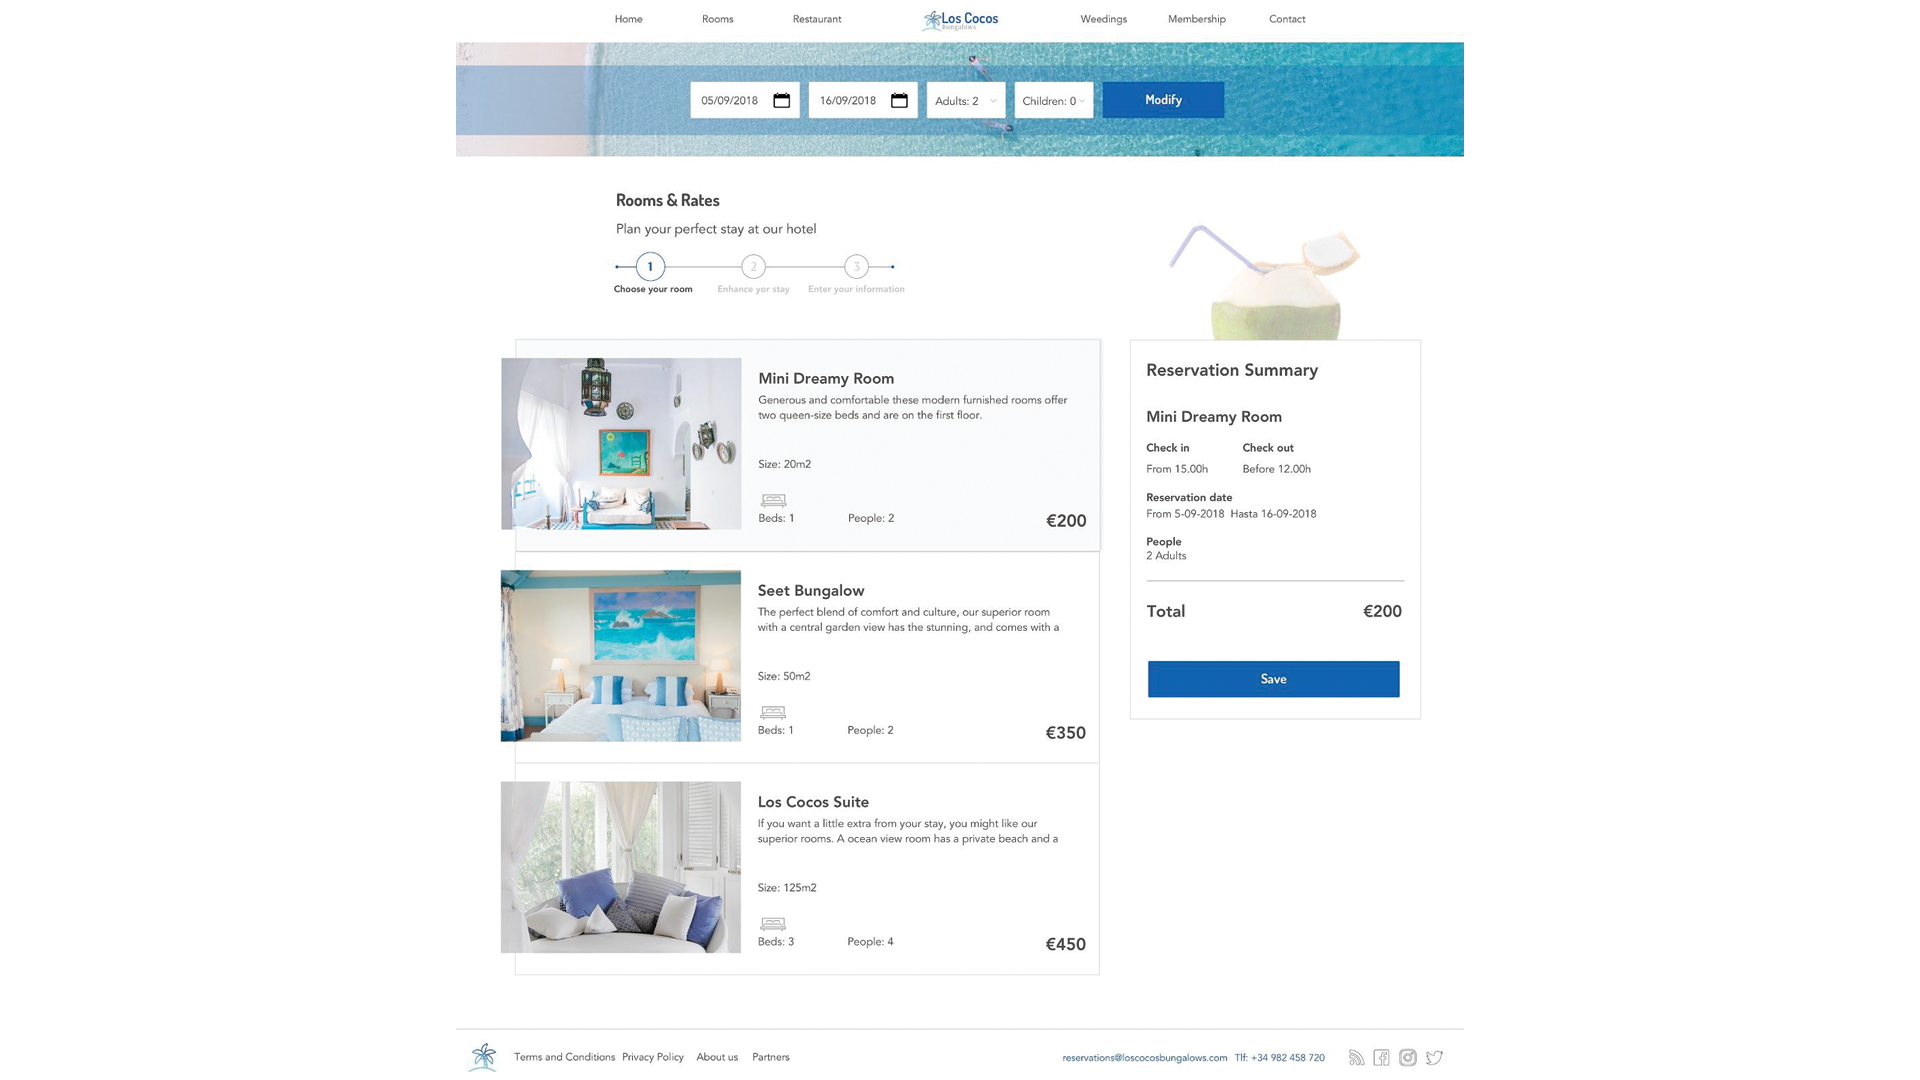 Home
Rooms
Restaurant
Los Cocos
Bungalows
Weedings
Membership
Contact
05/09/2018
16/09/2018
Adults: 2
Children: 0
Modify
Rooms & Rates
Plan your perfect stay at our hotel
1
2
3
Choose your room
Enhance yor stay
Enter your information
Mini Dreamy Room
Generous and comfortable these modern furnished rooms offer
two queen-size beds and are on the first floor.
Size: 20m2
Beds: 1
People: 2
€200
Seet Bungalow
The perfect blend of comfort and culture, our superior room
with a central garden view has the stunning, and comes with a
Size: 50m2
Beds: 1
People: 2
€350
Los Cocos Suite
If you want a little extra from your stay, you might like our
superior rooms. A ocean view room has a private beach and a
Size: 125m2
Beds: 3
People: 4
€450
Reservation Summary
Mini Dreamy Room
Check in
Check out
From 15.00h
Before 12.00h
Reservation date
From 5-09-2018 Hasta 16-09-2018
People
2 Adults
Total
€200
Save
Terms and Conditions
Privacy Policy
About us
Partners
reservations@loscocosbungalows.com
Tlf: +34 982 458 720